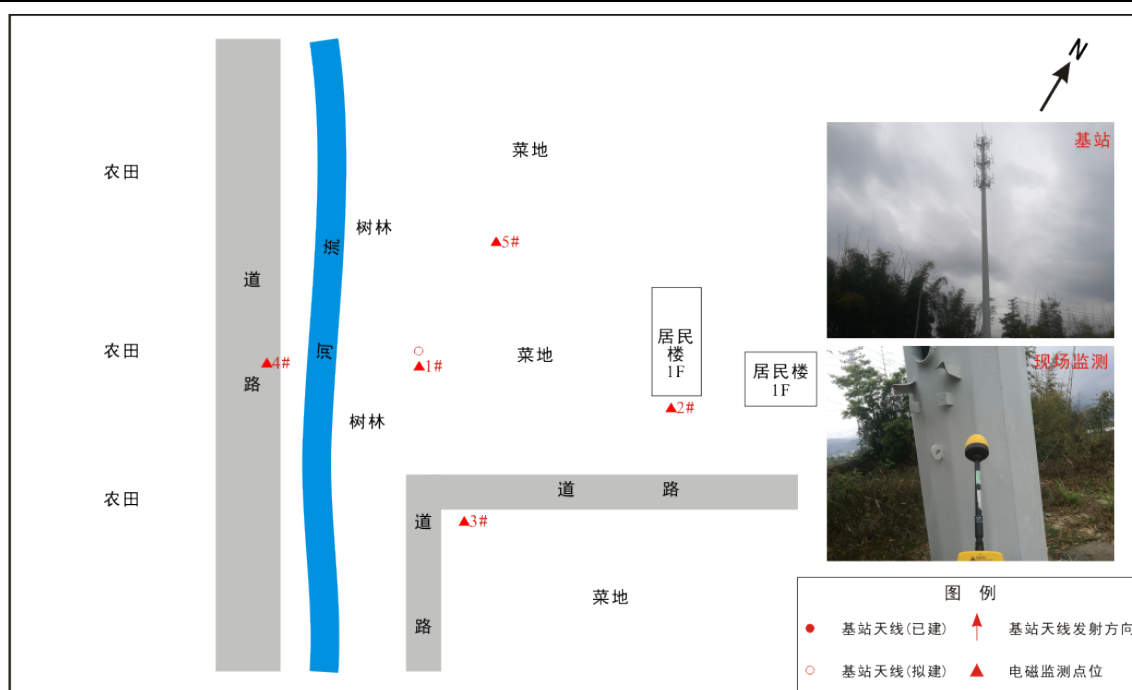 N
基站
菜地
农田
树林
流
5#
道
居民楼
1F
河
现场监测
农田
4#
1#
菜地
居民楼
1F
路
2#
树林
农田
道 路
道
3#
菜地
路
图 例
基站天线(已建)
基站天线发射方向
基站天线(拟建)
电磁监测点位